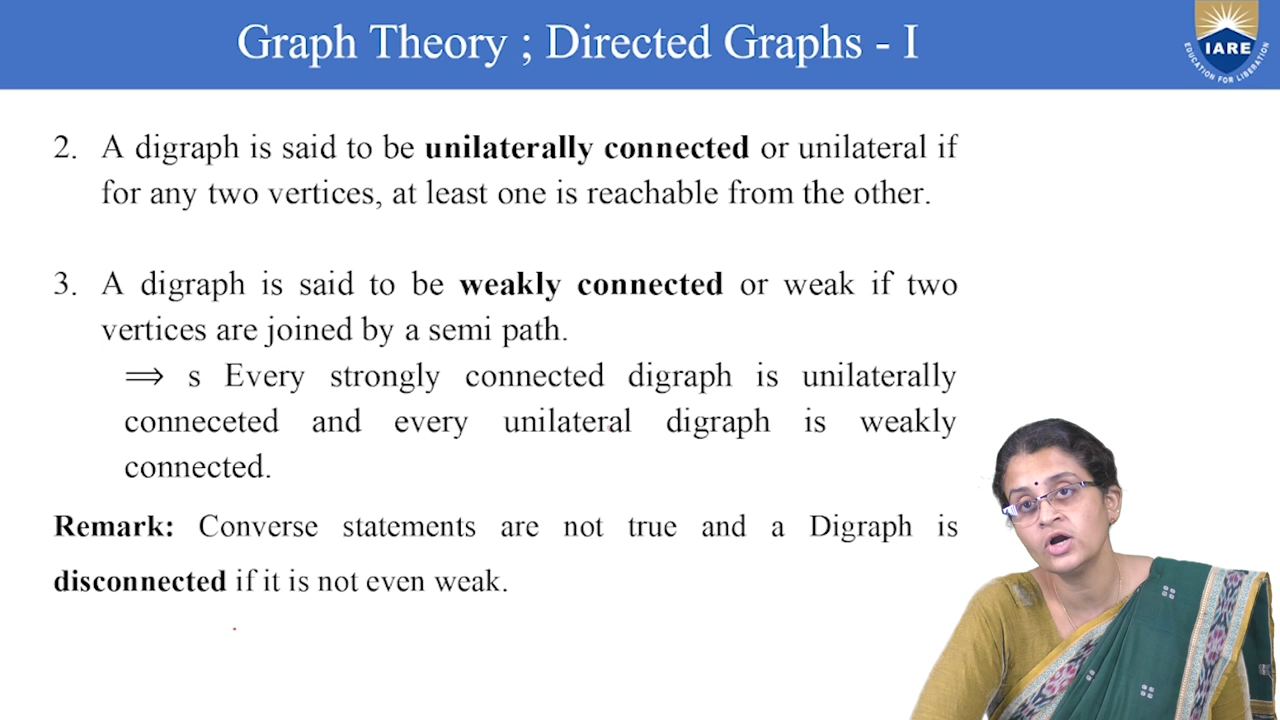 Graph Theory ; Directed Graphs - I
IARE
EDUCATION FOR LIBERATION
2. A digraph is said to be unilaterally connected or unilateral if
for any two vertices, at least one is reachable from the other.
3. A digraph is said to be weakly connected or weak if two
vertices are joined by a semi path.
⟹ s Every strongly connected digraph is unilaterally
conneceted and every unilateral digraph is weakly
connected.
Remark: Converse statements are not true and a Digraph is
disconnected if it is not even weak.